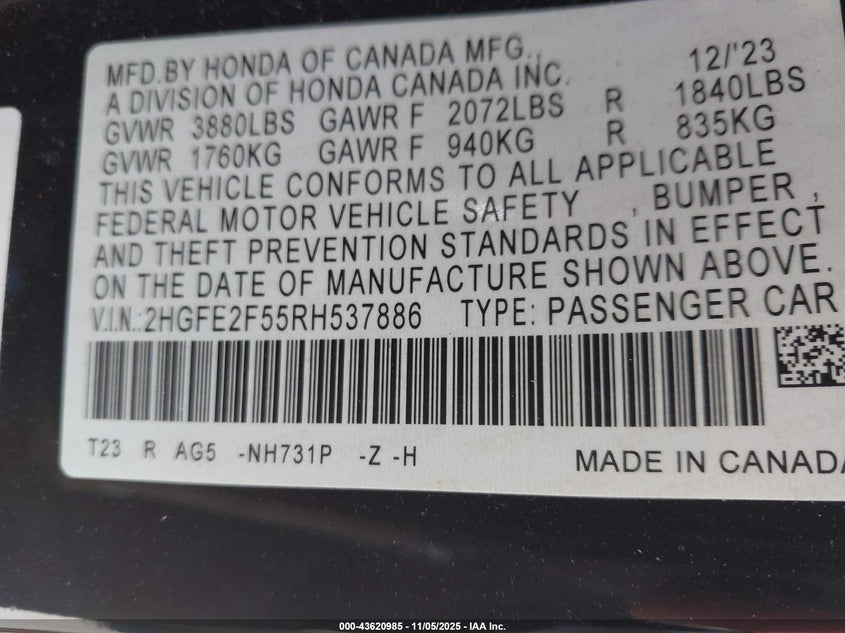 MFD.BY HONDA OF CANADA MFG., 12/'23
A DIVISION OF HONDA CANADA INC.
GVWR 3880LBS GAWR F 2072LBS R 1840LBS
GVWR 1760KG GAWR F 940KG R 835KG
THIS VEHICLE CONFORMS TO ALL APPLICABLE
FEDERAL MOTOR VEHICLE SAFETY , BUMPER ,
AND THEFT PREVENTION STANDARDS IN EFFECT
ON THE DATE OF MANUFACTURE SHOWN ABOVE.
V.I.N.:2HGFE2F55RH537886 TYPE: PASSENGER CAR
T23 R AG5 -NH731P -Z -H
MADE IN CANADA
000-43620985 - 11/05/2025 - IAA Inc.